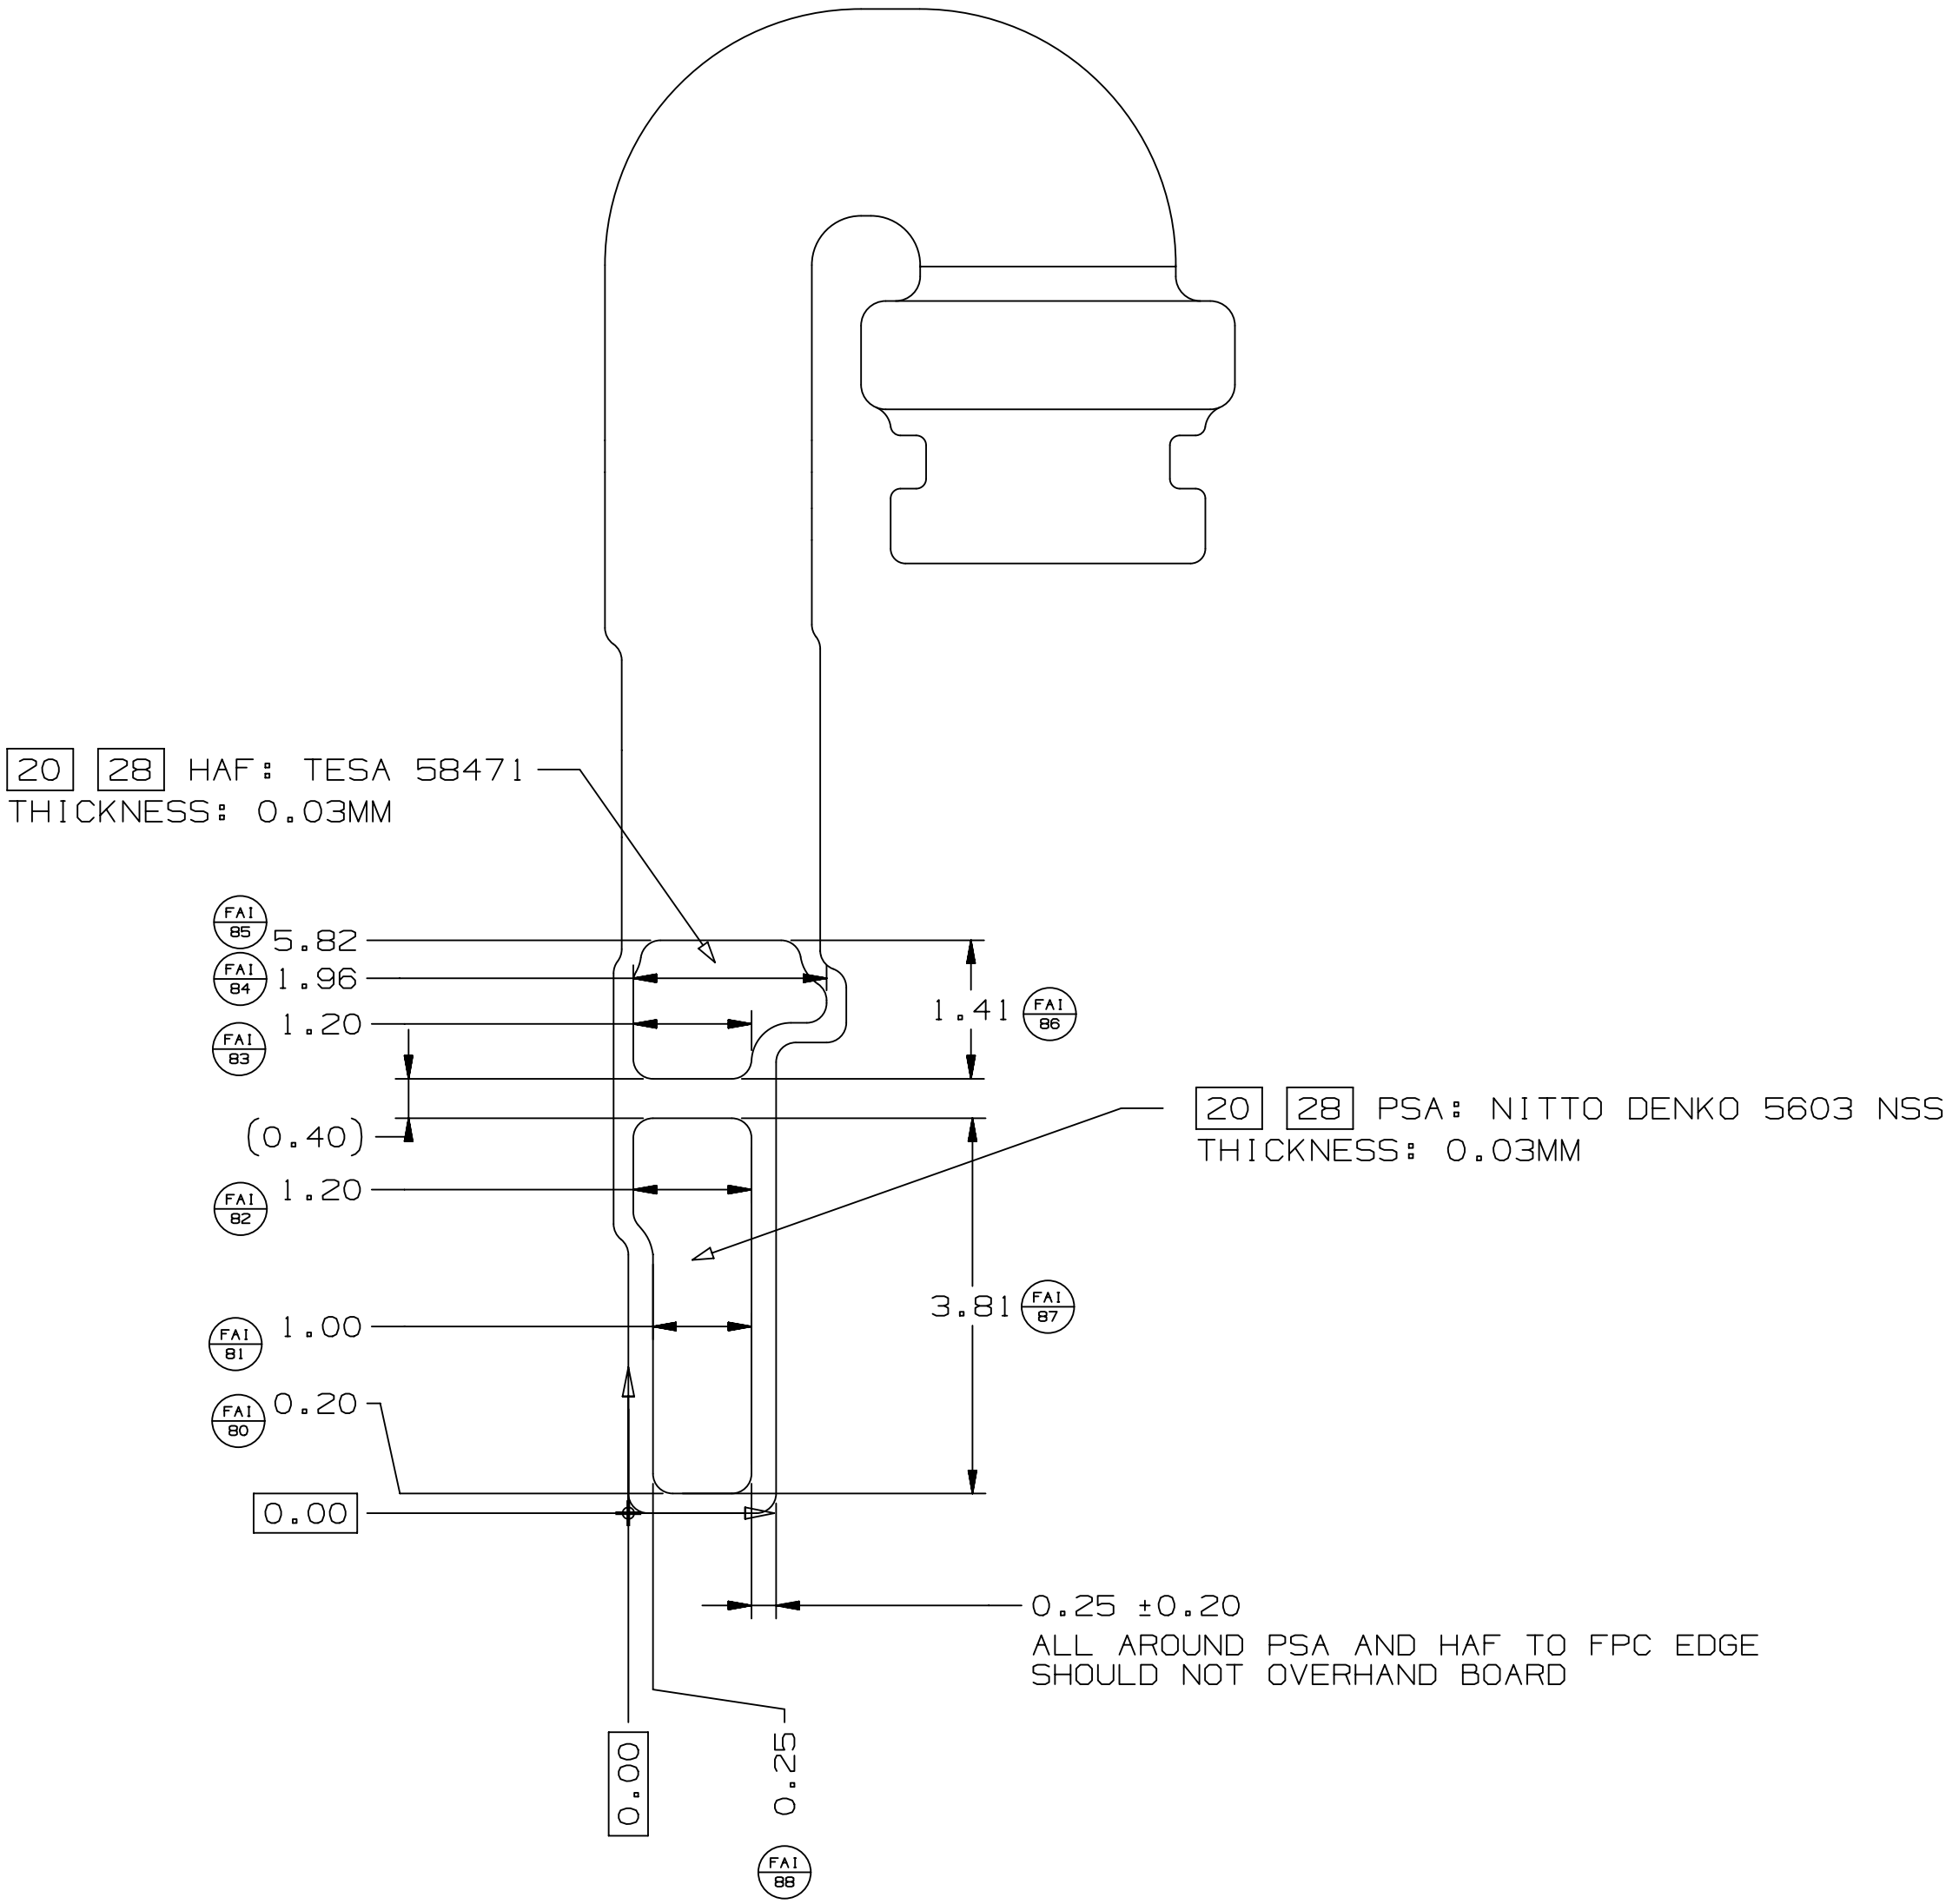 20 28 HAF: TESA 58471
THICKNESS: 0.03MM
FAI
85
5.82
FAI
84
1.96
FAI
83
1.20
1.41
FAI
86
(0.40)
20 28 PSA: NITTO DENKO 5603 NSS
THICKNESS: 0.03MM
FAI
82
1.20
3.81
FAI
87
FAI
81
1.00
FAI
80
0.20
0.00
0.25 ±0.20
ALL AROUND PSA AND HAF TO FPC EDGE
SHOULD NOT OVERHAND BOARD
0.00
0.25
FAI
88